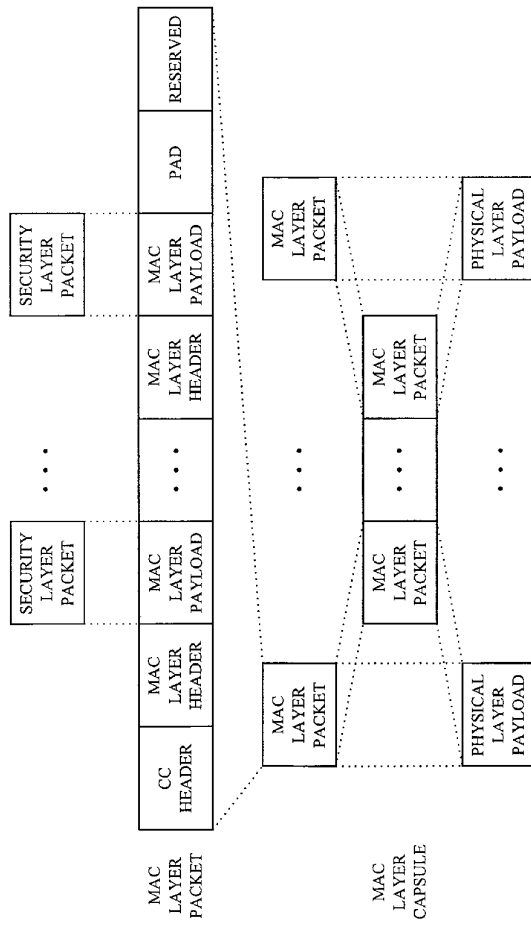 SECURITY
LAYER
PACKET
• • •
SECURITY
LAYER
PACKET
MAC
LAYER
PACKET
CC
HEADER
MAC
LAYER
HEADER
MAC
LAYER
PAYLOAD
• • •
MAC
LAYER
HEADER
MAC
LAYER
PAYLOAD
PAD
RESERVED
MAC
LAYER
PACKET
• • •
MAC
LAYER
PACKET
MAC
LAYER
CAPSULE
MAC
LAYER
PACKET
• • •
MAC
LAYER
PACKET
PHYSICAL
LAYER
PAYLOAD
• • •
PHYSICAL
LAYER
PAYLOAD